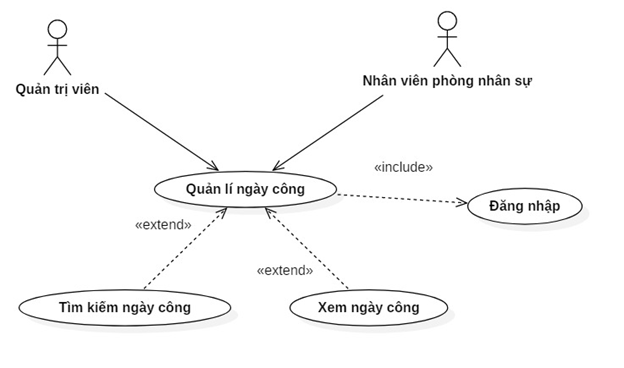 Quản trị viên
Nhân viên phòng nhân sự
«include»
Quản lí ngày công
Đăng nhập
«extend»
«extend»
Tìm kiếm ngày công
Xem ngày công